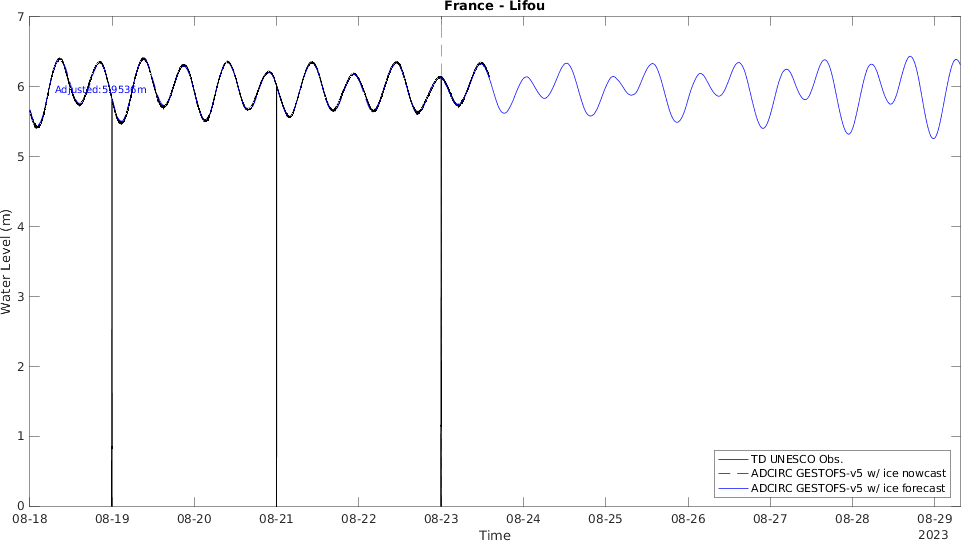 France - Lifou
7
6
5
4
3
2
1
0
Water Level (m)
Adjusted:5.9536m
TD UNESCO Obs.
ADCIRC GESTOFS-v5 w/ ice nowcast
ADCIRC GESTOFS-v5 w/ ice forecast
08-18 08-19 08-20 08-21 08-22 08-23 08-24 08-25 08-26 08-27 08-28 08-29
Time
2023